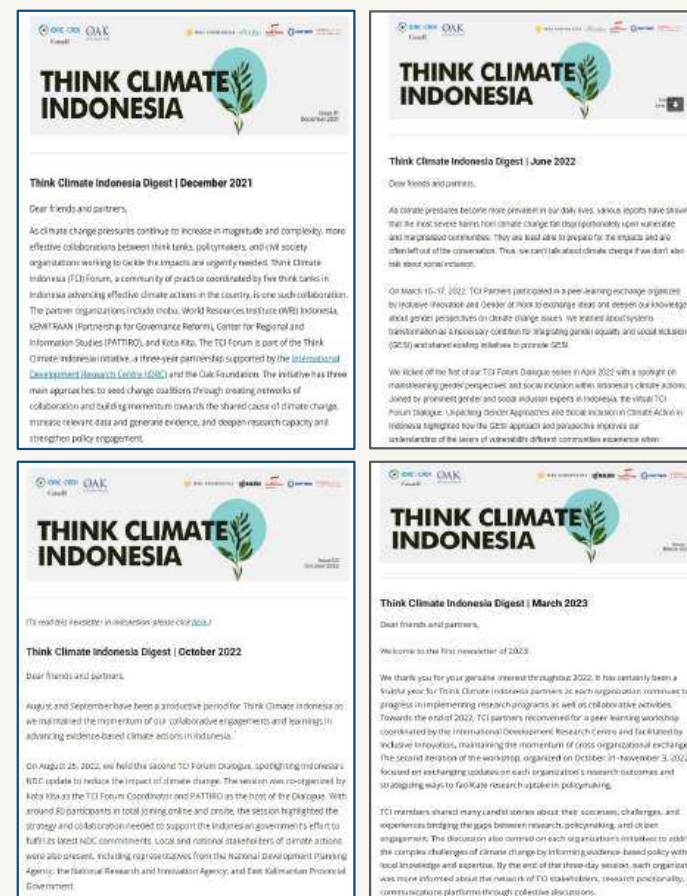 IDRC CRDI OAK
Canada
THINK CLIMATE
INDONESIA
December 2021
Think Climate Indonesia Digest | December 2021
Dear friends and partners,
As climate change pressures continue to increase in magnitude and complexity, more
effective collaborations between think tanks, policymakers, and civil society
organizations working to tackle the impacts are urgently needed. Think Climate
Indonesia (TCI) Forum, a community of practice coordinated by five think tanks in
Indonesia advancing effective climate actions in the country, is one such collaboration.
The partner organizations include Inobu, World Resources Institute (WRI) Indonesia,
KEMITRAAN (Partnership for Governance Reform), Center for Regional and
Information Studies (PATTIRO), and Kota Kita. The TCI Forum is part of the Think
Climate Indonesia initiative, a three-year partnership supported by the International
Development Research Centre (IDRC) and the Oak Foundation. The initiative has three
main approaches: to seed change coalitions through creating networks of
collaboration and building momentum towards the shared cause of climate change,
increase relevant data and generate evidence, and deepen research capacity and
strengthen policy engagement.
IDRC CRDI OAK
Canada
THINK CLIMATE
INDONESIA
Think Climate Indonesia Digest | June 2022
Dear friends and partners,
As climate pressures become more prevalent in our daily lives, various reports have shown
that the most severe harms from climate change fall disproportionately upon vulnerable
and marginalized communities. They are least able to prepare for the impacts and are
often left out of the conversation. Thus, we can't talk about climate change if we don't also
talk about social inclusion.
On March 15-17, 2022, TCI Partners participated in a peer-learning exchange organized
by Inclusive Innovation and Gender at Work to exchange ideas and deepen our knowledge
about gender perspectives on climate change issues. We learned about systems
transformation as a necessary condition for integrating gender equality and social inclusion
(GESI) and shared existing initiatives to promote GESI.
We kicked off the first of our TCI Forum Dialogue series in April 2022 with a spotlight on
mainstreaming gender perspectives and social inclusion within Indonesia's climate actions.
Joined by prominent gender and social inclusion experts in Indonesia, the virtual TCI
Forum Dialogue: Unpacking Gender Approaches and Social Inclusion in Climate Action in
Indonesia highlighted how the GESI approach and perspective improves our
understanding of the layers of vulnerability different communities experience when
IDRC CRDI OAK
Canada
THINK CLIMATE
INDONESIA
October 2022
(To read this newsletter in Indonesian, please click here.)
Think Climate Indonesia Digest | October 2022
Dear friends and partners,
August and September have been a productive period for Think Climate Indonesia as
we maintained the momentum of our collaborative engagements and learnings in
advancing evidence-based climate actions in Indonesia.
On August 25, 2022, we held the second TCI Forum Dialogue, spotlighting Indonesia's
NDC update to reduce the impact of climate change. The session was co-organized by
Kota Kita as the TCI Forum Coordinator and PATTIRO as the host of the Dialogue. With
around 80 participants in total joining online and onsite, the session highlighted the
strategy and collaboration needed to support the Indonesian government's effort to
fulfil its latest NDC commitments. Local and national stakeholders of climate actions
were also present, including representatives from the National Development Planning
Agency, the National Research and Innovation Agency, and East Kalimantan Provincial
Government.
IDRC CRDI OAK
Canada
THINK CLIMATE
INDONESIA
Think Climate Indonesia Digest | March 2023
Dear friends and partners,
Welcome to the first newsletter of 2023!
We thank you for your genuine interest throughout 2022. It has certainly been a
fruitful year for Think Climate Indonesia partners as each organization continues to
progress in implementing research programs as well as collaborative activities.
Towards the end of 2022, TCI partners reconvened for a peer learning workshop
coordinated by the International Development Research Centre and facilitated by
Inclusive Innovation, maintaining the momentum of cross organizational exchange.
The second iteration of the workshop, organized on October 31-November 3, 2022,
focused on exchanging updates on each organization's research outcomes and
strategizing ways to facilitate research uptake in policymaking.
TCI members shared many candid stories about their successes, challenges, and
experiences bridging the gaps between research, policymaking, and citizen
engagement. The discussion also centred on each organization's initiatives to address
the complex challenges of climate change by informing evidence-based policy with
local knowledge and expertise. By the end of the three-day session, each organization
was more informed about the network of TCI stakeholders, research positionality,
communications platforms through collective discussions.